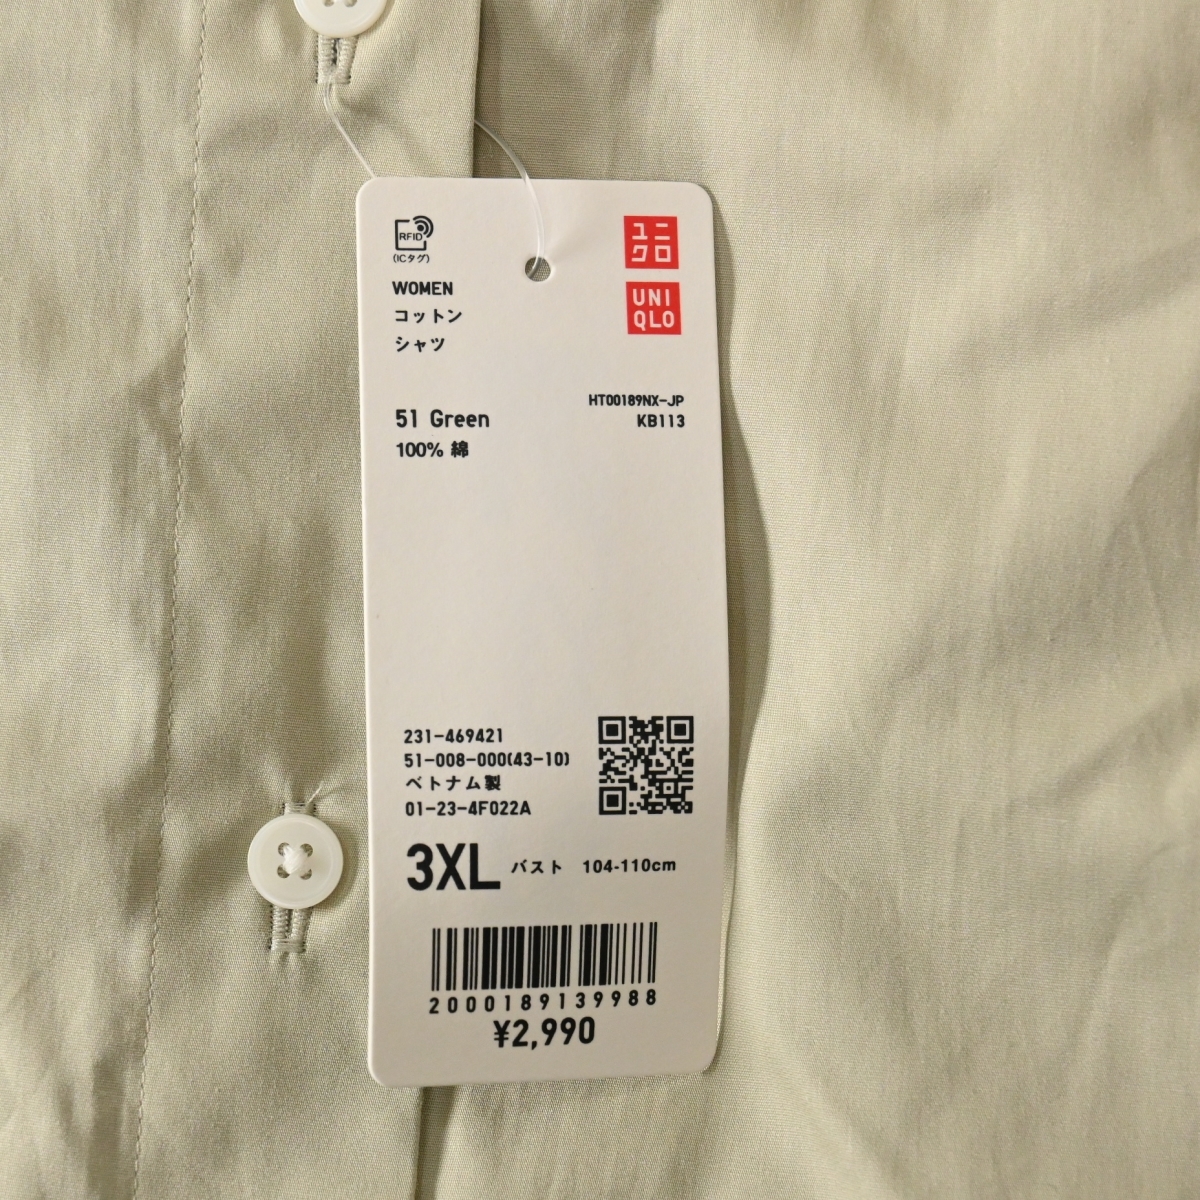 RFID
(ICタグ)
ユニ
クロ
UNI
QLO
WOMEN
コットン
シャツ
HT00189NX-JP
KB113
51 Green
100% 綿
231-469421
51-008-000(43-10)
ベトナム製
01-23-4F022A
3XL バスト 104-110cm
2000189139988
¥2,990